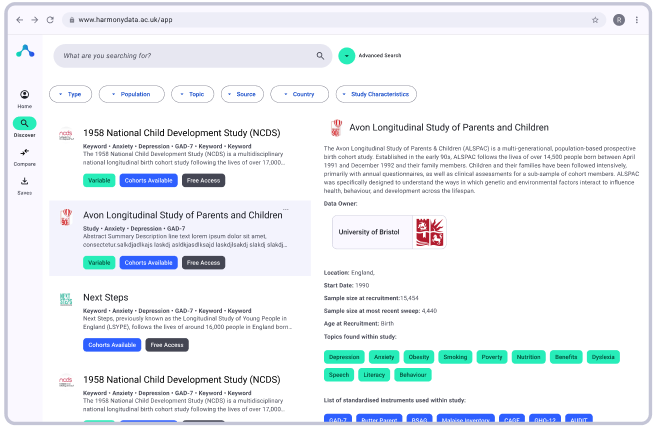 www.harmonydata.ac.uk/app
R
What are you searching for?
Advanced Search
Type
Population
Topic
Source
Country
Study Characteristics
Home
Discover
Compare
Saves
ncds
1958 National Child Development Study (NCDS)
Keyword • Anxiety • Depression • GAD-7 • Keyword • Keyword
The 1958 National Child Development Study (NCDS) is a multidisciplinary
national longitudinal birth cohort study following the lives of over 17,000...
Variable
Cohorts Available
Free Access
Avon Longitudinal Study of Parents and Children
...
Study • Anxiety • Depression • GAD-7
Abstract Summary Description line text lorem ipsum dolor sit amet,
consectetur.salkdjadlkajs laskdj asldkjasdlksajd laskdjlsakdj slakdj slakdj...
Variable
Cohorts Available
Free Access
NEXT
STEPS
Next Steps
Keyword • Anxiety • Depression • GAD-7 • Keyword • Keyword
Next Steps, previously known as the Longitudinal Study of Young People in
England (LSYPE), follows the lives of around 16,000 people in England born...
Cohorts Available
Free Access
ncds
1958 National Child Development Study (NCDS)
Keyword • Anxiety • Depression • GAD-7 • Keyword • Keyword
The 1958 National Child Development Study (NCDS) is a multidisciplinary
national longitudinal birth cohort study following the lives of over 17,000...
Avon Longitudinal Study of Parents and Children
The Avon Longitudinal Study of Parents & Children (ALSPAC) is a multi-generational, population-based prospective
birth cohort study. Established in the early 90s, ALSPAC follows the lives of over 14,500 people born between April
1991 and December 1992 and their family members. Children and their families have been followed intensively,
primarily with annual questionnaires, as well as clinical assessments for a sub-sample of cohort members. ALSPAC
was specifically designed to understand the ways in which genetic and environmental factors interact to influence
health, behaviour, and development across the lifespan.
Data Owner:
University of Bristol
Location: England,
Start Date: 1990
Sample size at recruitment:15,454
Sample size at most recent sweep: 4,440
Age at Recruitment: Birth
Topics found within study:
Depression
Anxiety
Obesity
Smoking
Poverty
Nutrition
Benefits
Dyslexia
Speech
Literacy
Behaviour
List of standardised instruments used within study:
GAD-7
Rutter Parent
BSAG
Malaise Inventory
CAGE
GHQ-12
AUDIT